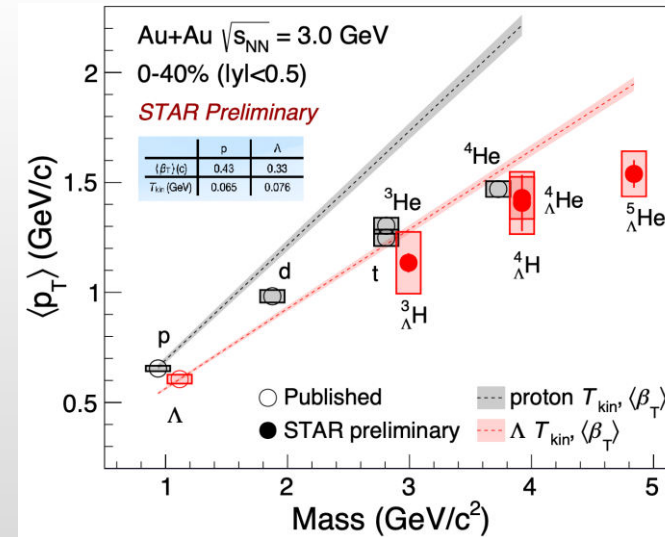 Au+Au √sNN = 3.0 GeV
0-40% (|y|<0.5)
STAR Preliminary
p Λ
⟨βT⟩(c) 0.43 0.33
Tkin (GeV) 0.065 0.076
2
1.5
1
0.5
⟨pT⟩ (GeV/c)
p
Λ
d
³He
t
³ΛH
⁴He
⁴ΛHe
⁴ΛH
⁵ΛHe
Published
STAR preliminary
proton Tkin, ⟨βT⟩
Λ Tkin, ⟨βT⟩
1 2 3 4 5
Mass (GeV/c²)